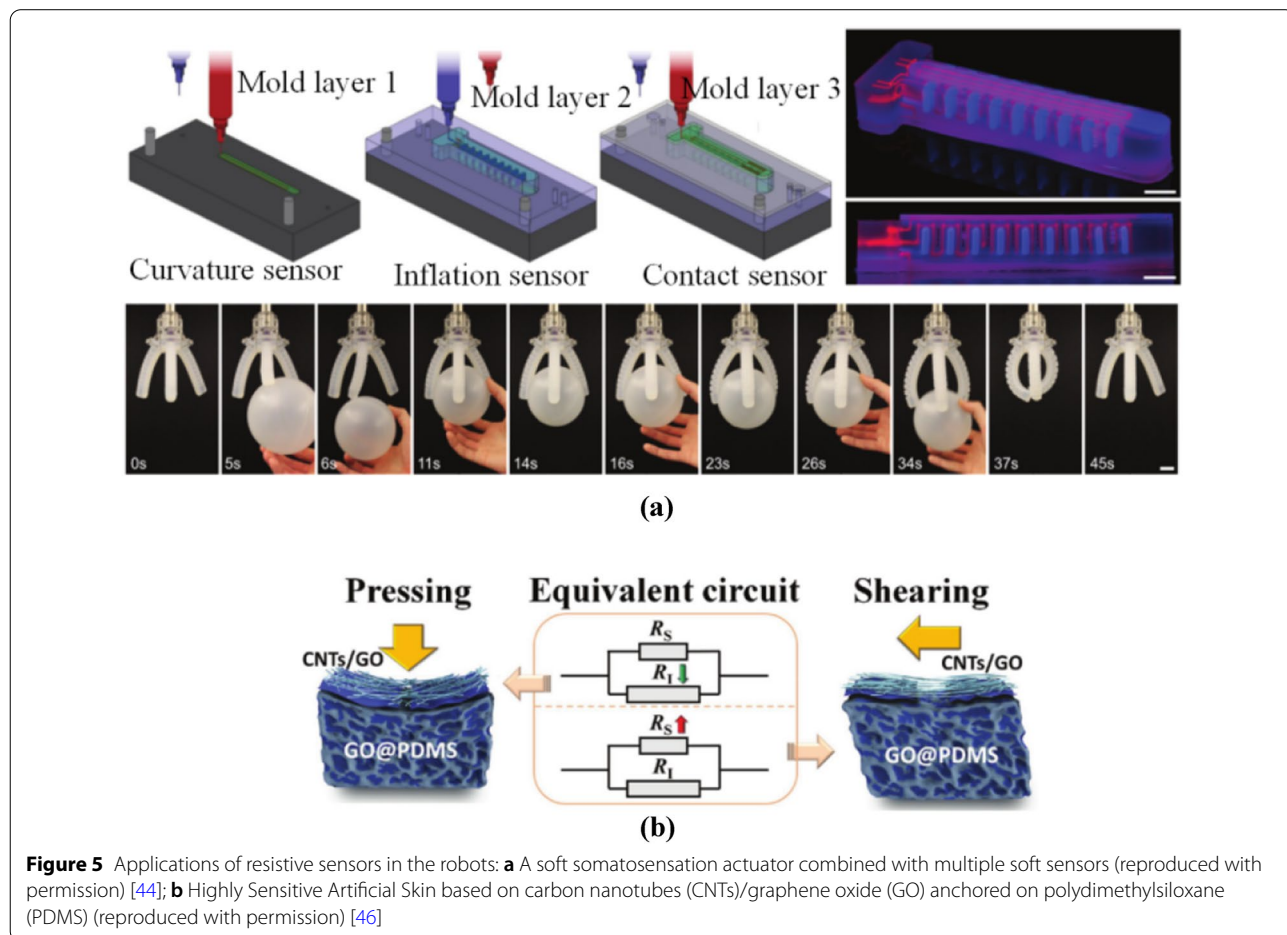 Mold layer 1
Mold layer 2
Mold layer 3
Curvature sensor
Inflation sensor
Contact sensor
0s
5s
6s
11s
14s
16s
23s
26s
34s
37s
45s
(a)
Pressing
Equivalent circuit
Shearing
CNTs/GO
GO@PDMS
RS
RI
RS
RI
CNTs/GO
GO@PDMS
(b)
Figure 5 Applications of resistive sensors in the robots: a A soft somatosensation actuator combined with multiple soft sensors (reproduced with
permission) [44]; b Highly Sensitive Artificial Skin based on carbon nanotubes (CNTs)/graphene oxide (GO) anchored on polydimethylsiloxane
(PDMS) (reproduced with permission) [46]